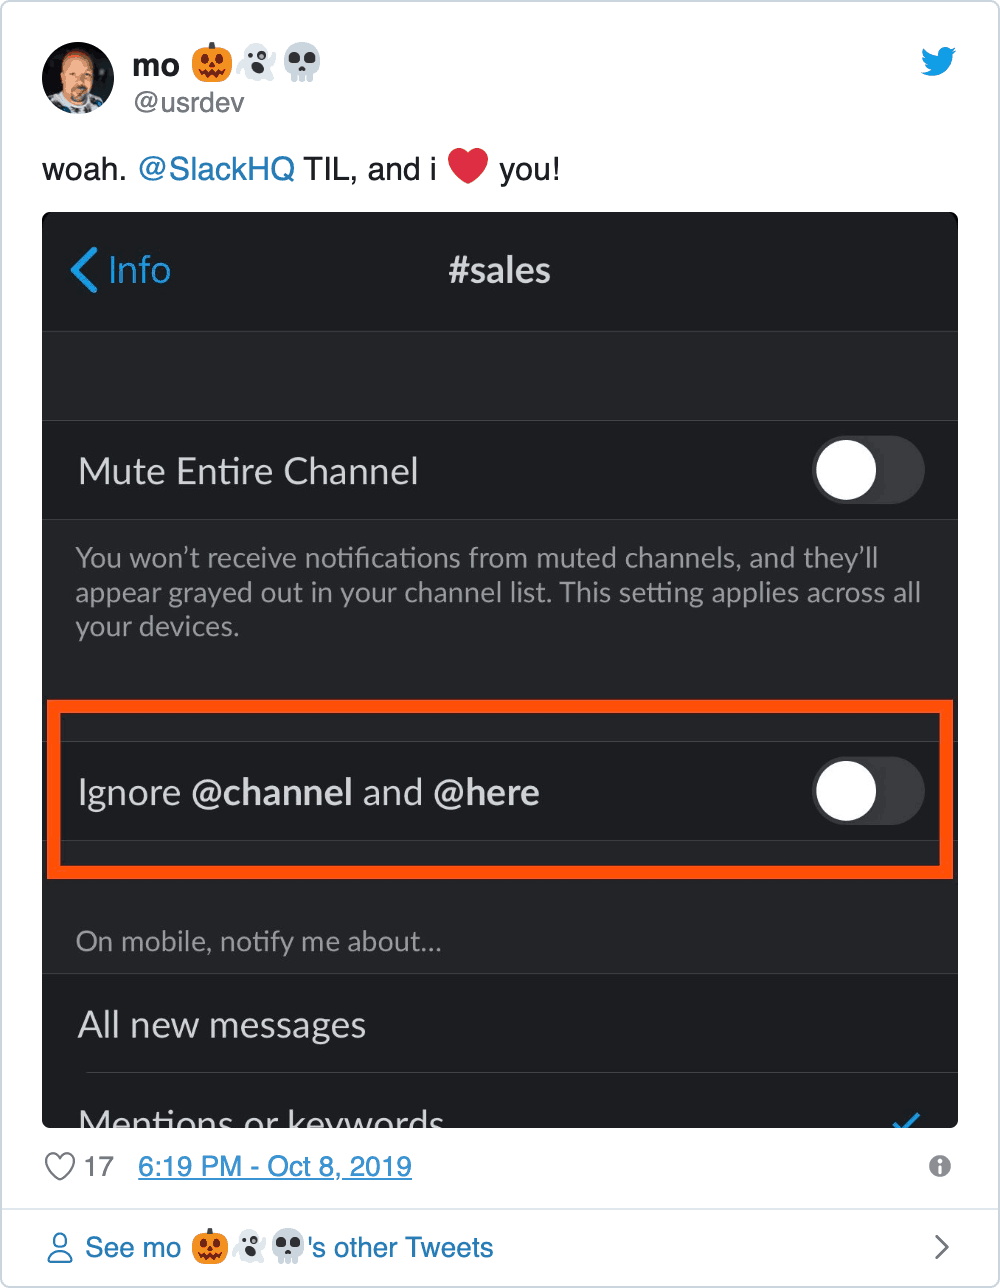 mo 🎃👻💀
@usrdev
woah. @SlackHQ TIL, and i ❤️ you!
Info
#sales
Mute Entire Channel
You won’t receive notifications from muted channels, and they’ll
appear grayed out in your channel list. This setting applies across all
your devices.
Ignore @channel and @here
On mobile, notify me about...
All new messages
Mentions or keywords
17 6:19 PM - Oct 8, 2019
See mo 🎃👻💀's other Tweets